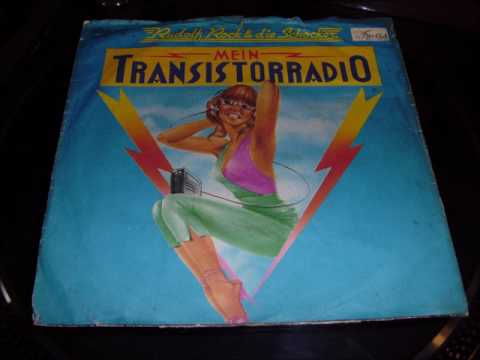 Rudolf Rock & die Schocker
MEIN
TRANSISTORRADIO